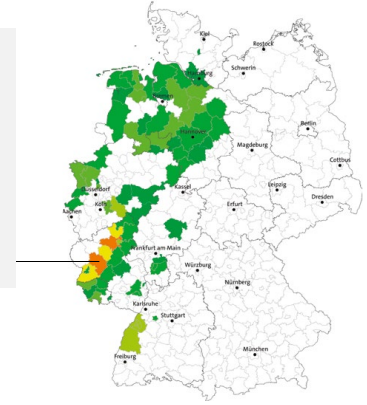 Kiel
Rostock
Schwerin
Hamburg
Bremen
Berlin
Hannover
Magdeburg
Cottbus
Kassel
Leipzig
Düsseldorf
Dresden
Köln
Erfurt
Aachen
Frankfurt am Main
Würzburg
Nürnberg
Karlsruhe
Stuttgart
München
Freiburg